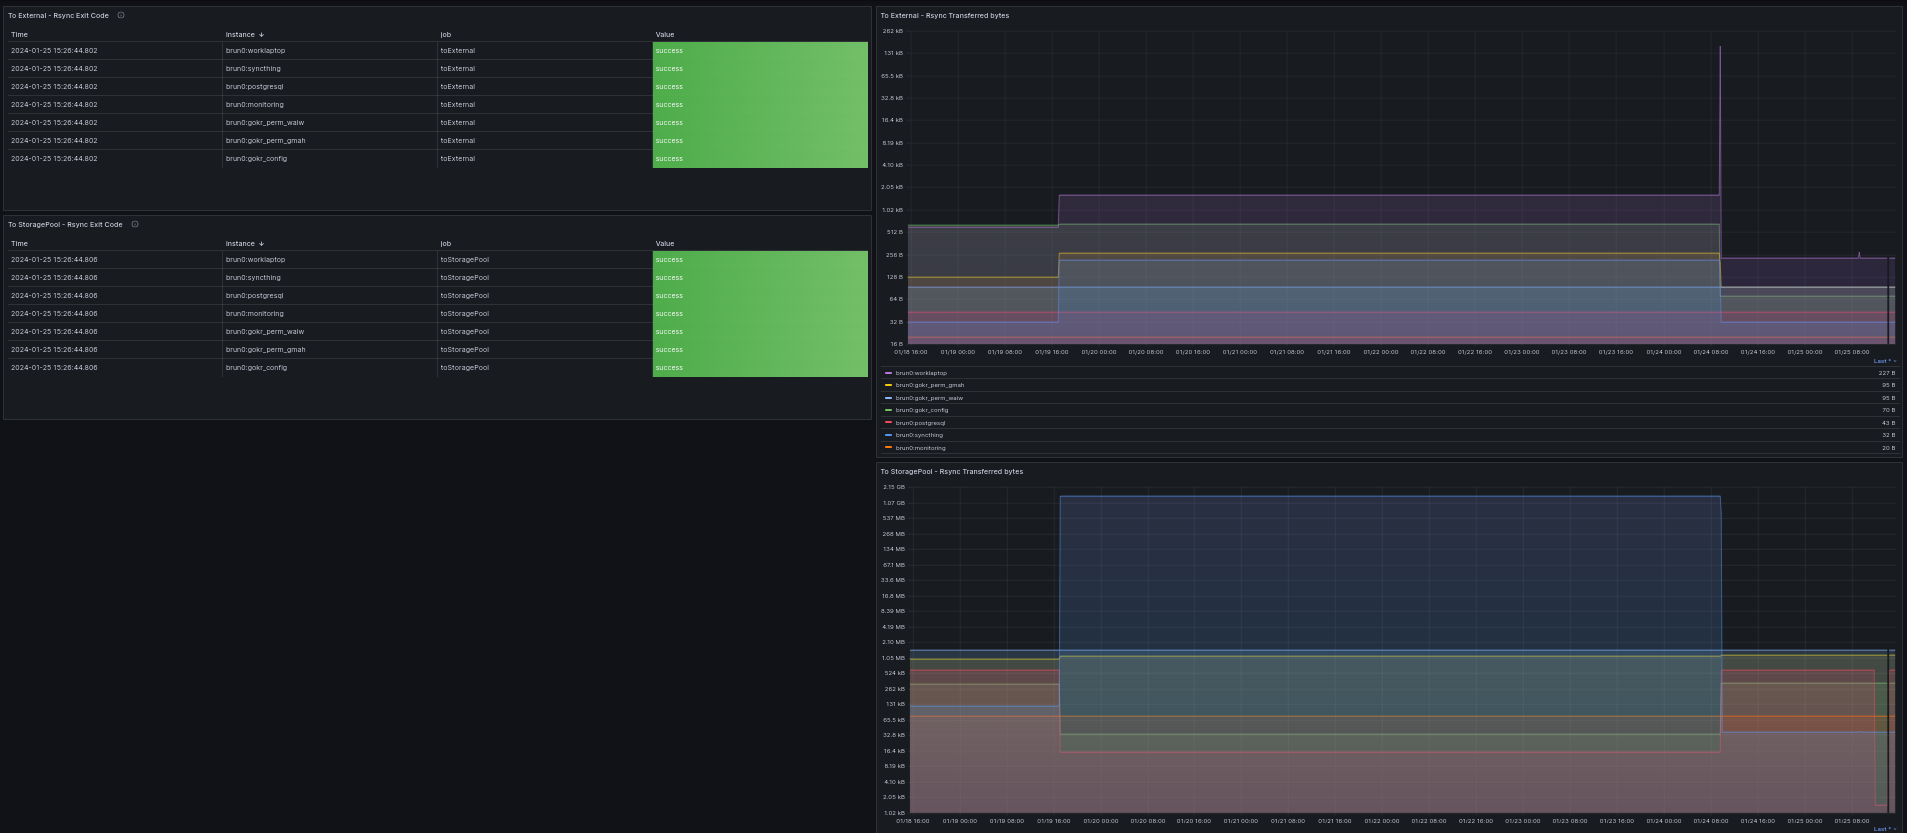 To External - Rsync Exit Code
Time Instance Job Value
2024-01-25 15:26:44.802 brun0:worklaptop toExternal success
2024-01-25 15:26:44.802 brun0:syncthing toExternal success
2024-01-25 15:26:44.802 brun0:postgresql toExternal success
2024-01-25 15:26:44.802 brun0:monitoring toExternal success
2024-01-25 15:26:44.802 brun0:gokr_perm_waiw toExternal success
2024-01-25 15:26:44.802 brun0:gokr_perm_gmah toExternal success
2024-01-25 15:26:44.802 brun0:gokr_config toExternal success
To StoragePool - Rsync Exit Code
Time Instance Job Value
2024-01-25 15:26:44.806 brun0:worklaptop toStoragePool success
2024-01-25 15:26:44.806 brun0:syncthing toStoragePool success
2024-01-25 15:26:44.806 brun0:postgresql toStoragePool success
2024-01-25 15:26:44.806 brun0:monitoring toStoragePool success
2024-01-25 15:26:44.806 brun0:gokr_perm_waiw toStoragePool success
2024-01-25 15:26:44.806 brun0:gokr_perm_gmah toStoragePool success
2024-01-25 15:26:44.806 brun0:gokr_config toStoragePool success
To External - Rsync Transferred bytes
262 kB
131 kB
65.5 kB
32.8 kB
16.4 kB
8.19 kB
4.10 kB
2.05 kB
1.02 kB
512 B
256 B
128 B
64 B
32 B
16 B
01/18 16:00 01/19 00:00 01/19 08:00 01/19 16:00 01/20 00:00 01/20 08:00 01/20 16:00 01/21 00:00 01/21 08:00 01/21 16:00 01/22 00:00 01/22 08:00 01/22 16:00 01/23 00:00 01/23 08:00 01/23 16:00 01/24 00:00 01/24 08:00 01/24 16:00 01/25 00:00 01/25 08:00
Last *
brun0:worklaptop 227 B
brun0:gokr_perm_gmah 95 B
brun0:gokr_perm_waiw 95 B
brun0:gokr_config 70 B
brun0:postgresql 43 B
brun0:syncthing 32 B
brun0:monitoring 20 B
To StoragePool - Rsync Transferred bytes
2.15 GB
1.07 GB
537 MB
268 MB
134 MB
67.1 MB
33.6 MB
16.8 MB
8.39 MB
4.19 MB
2.10 MB
1.05 MB
524 kB
262 kB
131 kB
65.5 kB
32.8 kB
16.4 kB
8.19 kB
4.10 kB
2.05 kB
1.02 kB
01/18 16:00 01/19 00:00 01/19 08:00 01/19 16:00 01/20 00:00 01/20 08:00 01/20 16:00 01/21 00:00 01/21 08:00 01/21 16:00 01/22 00:00 01/22 08:00 01/22 16:00 01/23 00:00 01/23 08:00 01/23 16:00 01/24 00:00 01/24 08:00 01/24 16:00 01/25 00:00 01/25 08:00
Last *